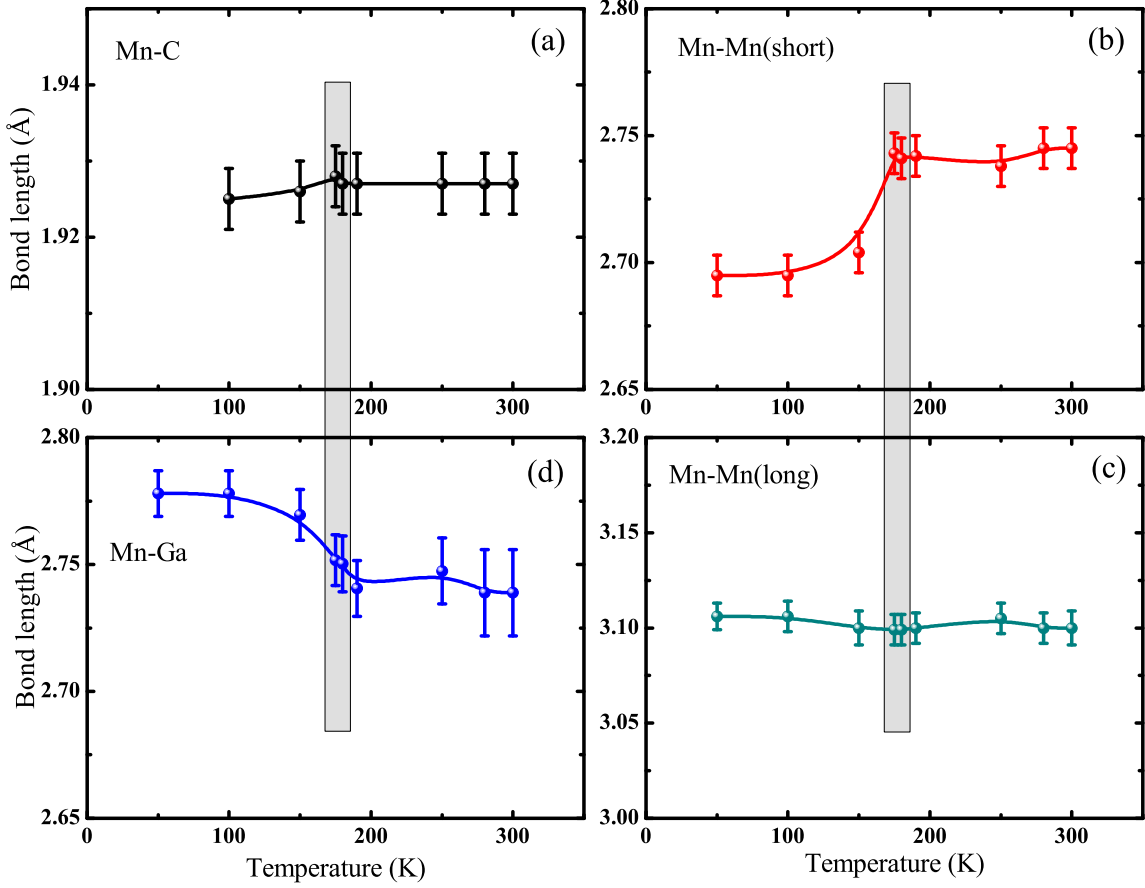 Mn-C
(a)
Bond length (Å)
1.94
1.92
1.90
0
100
200
300
Mn-Mn(short)
(b)
2.80
2.75
2.70
2.65
0
100
200
300
Mn-Ga
(d)
Bond length (Å)
2.80
2.75
2.70
2.65
0
100
200
300
Temperature (K)
Mn-Mn(long)
(c)
3.20
3.15
3.10
3.05
3.00
0
100
200
300
Temperature (K)